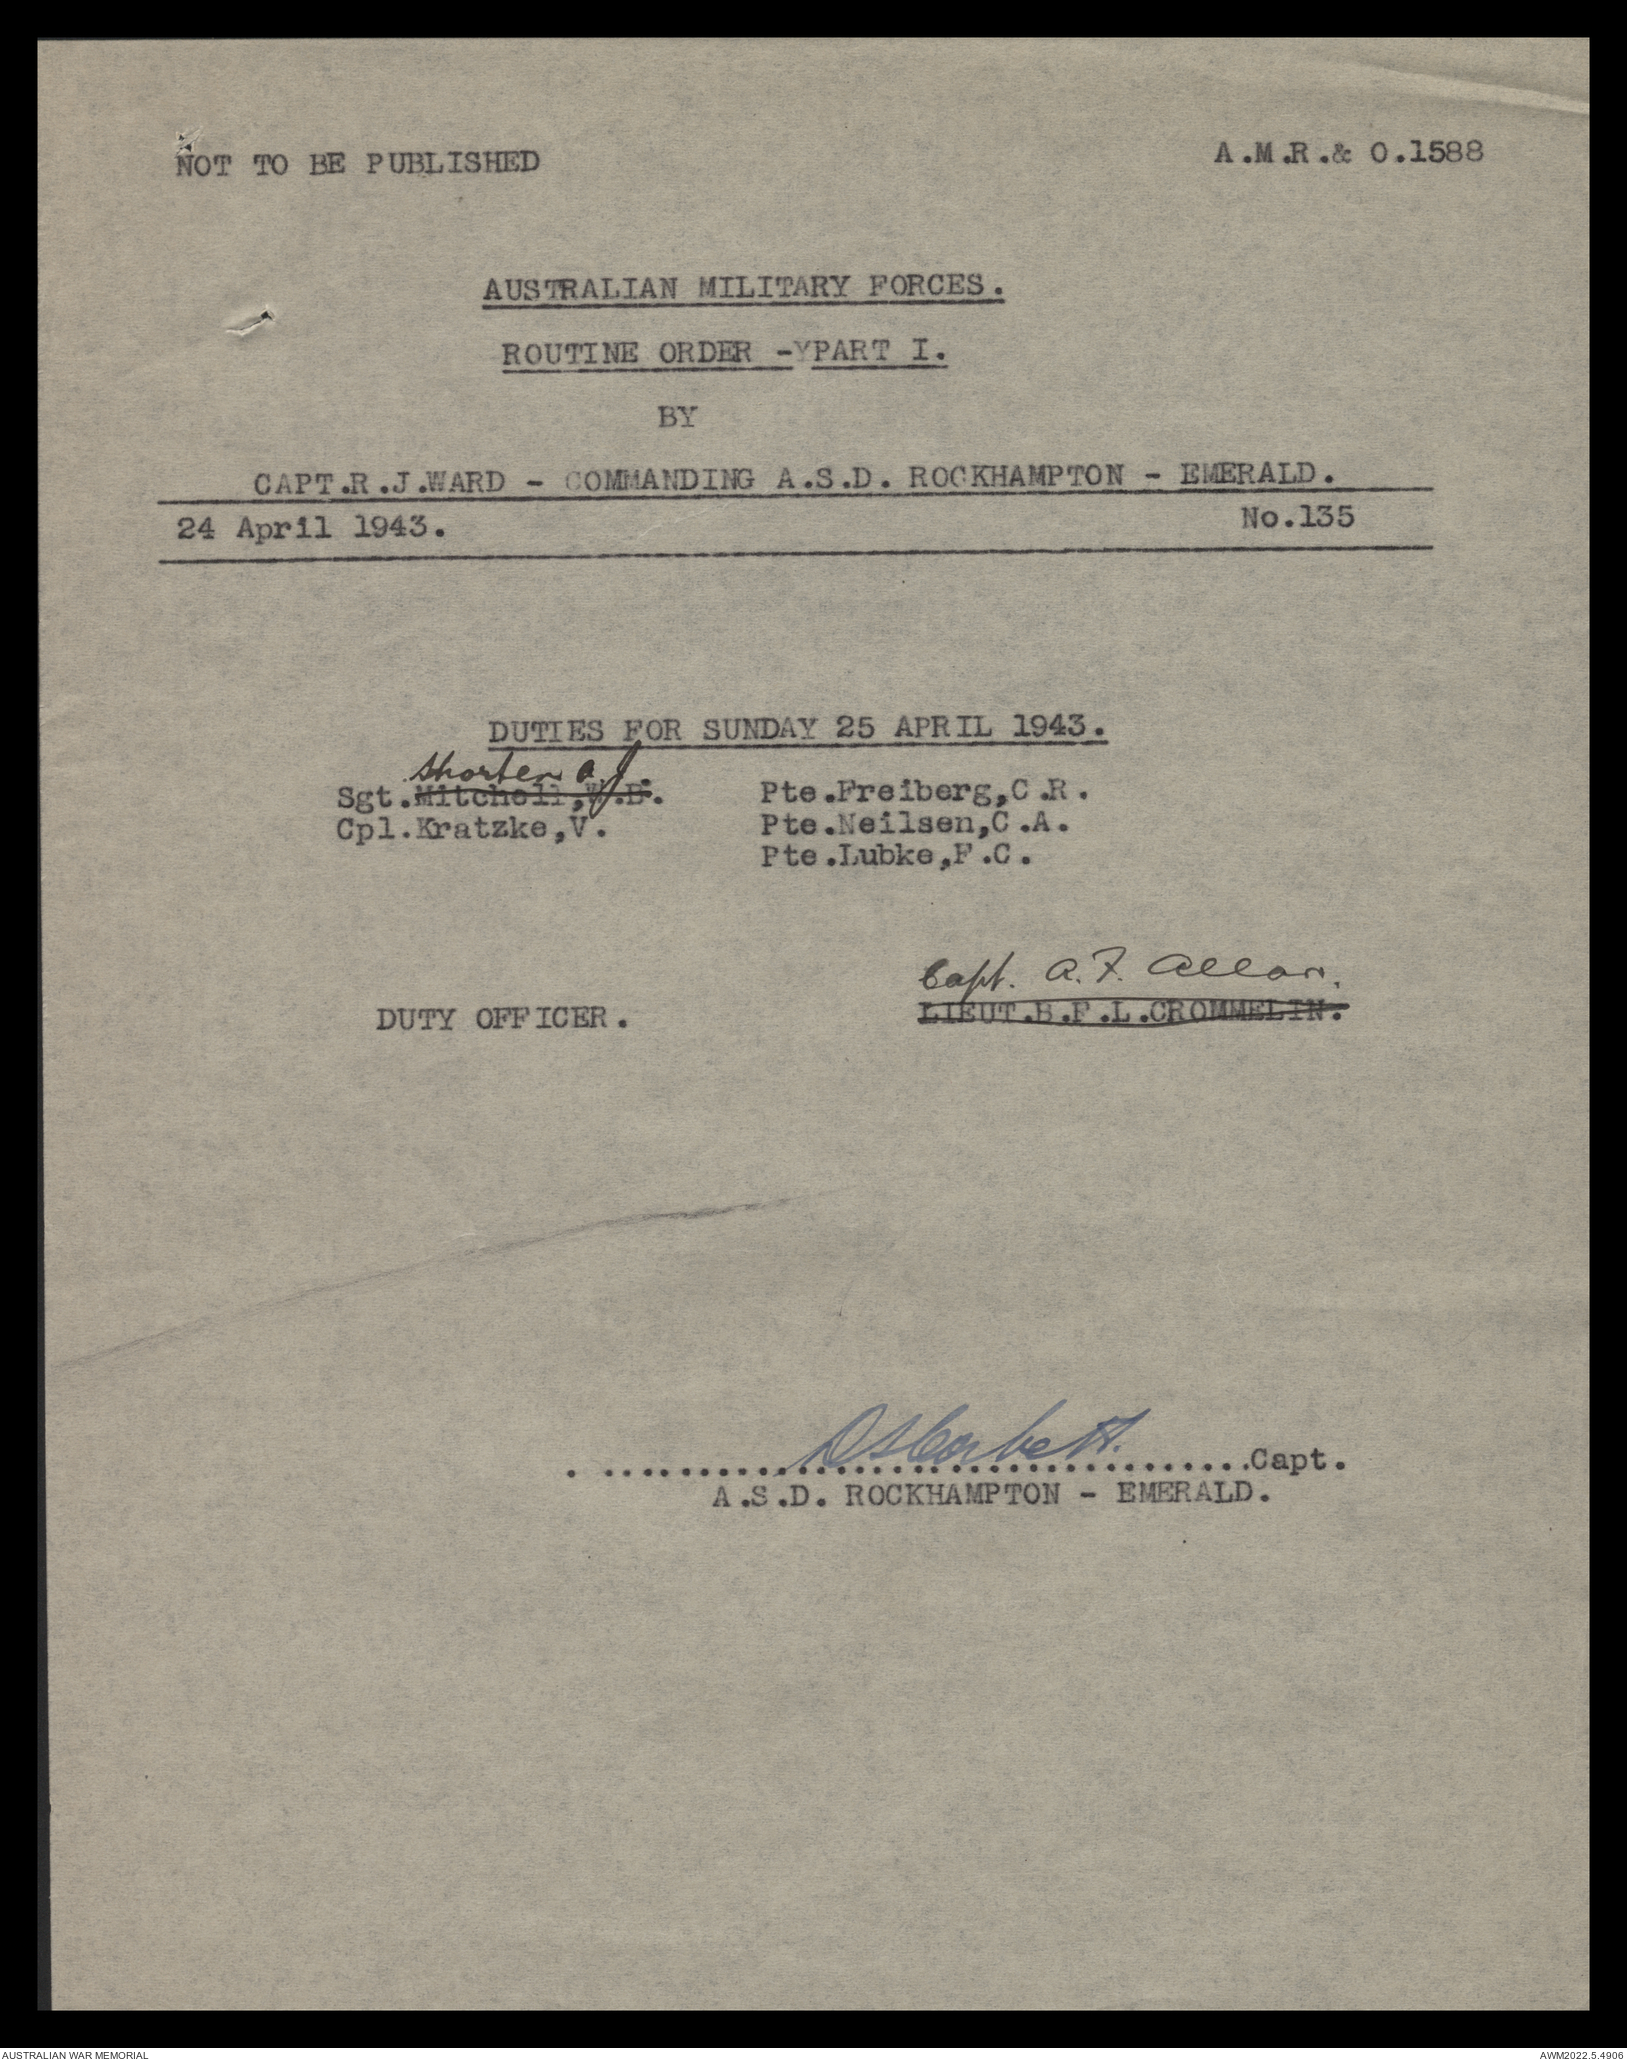 NOT TO BE PUBLISHED A.M.R.& O.1588
AUSTRALIAN MILITARY FORCES.
ROUTINE ORDER -YPART I.
BY
CAPT.R.J.WARD - COMMANDING A.S.D. ROCKHAMPTON - EMERALD.
24 April 1943. No.135
DUTIES FOR SUNDAY 25 APRIL 1943.
Shorten A.J.
Sgt.Mitchell,W.D. Pte.Freiberg,C.R.
Cpl.Kratzke,V. Pte.Neilsen,C.A.
Pte.Lubke,F.C.
Capt. A.F. Allan.
DUTY OFFICER. LIEUT.B.F.L.CROMMELIN.
DSCorbett. ....................................Capt.
A.S.D. ROCKHAMPTON - EMERALD.
AUSTRALIAN WAR MEMORIAL AWM2022.5.4906